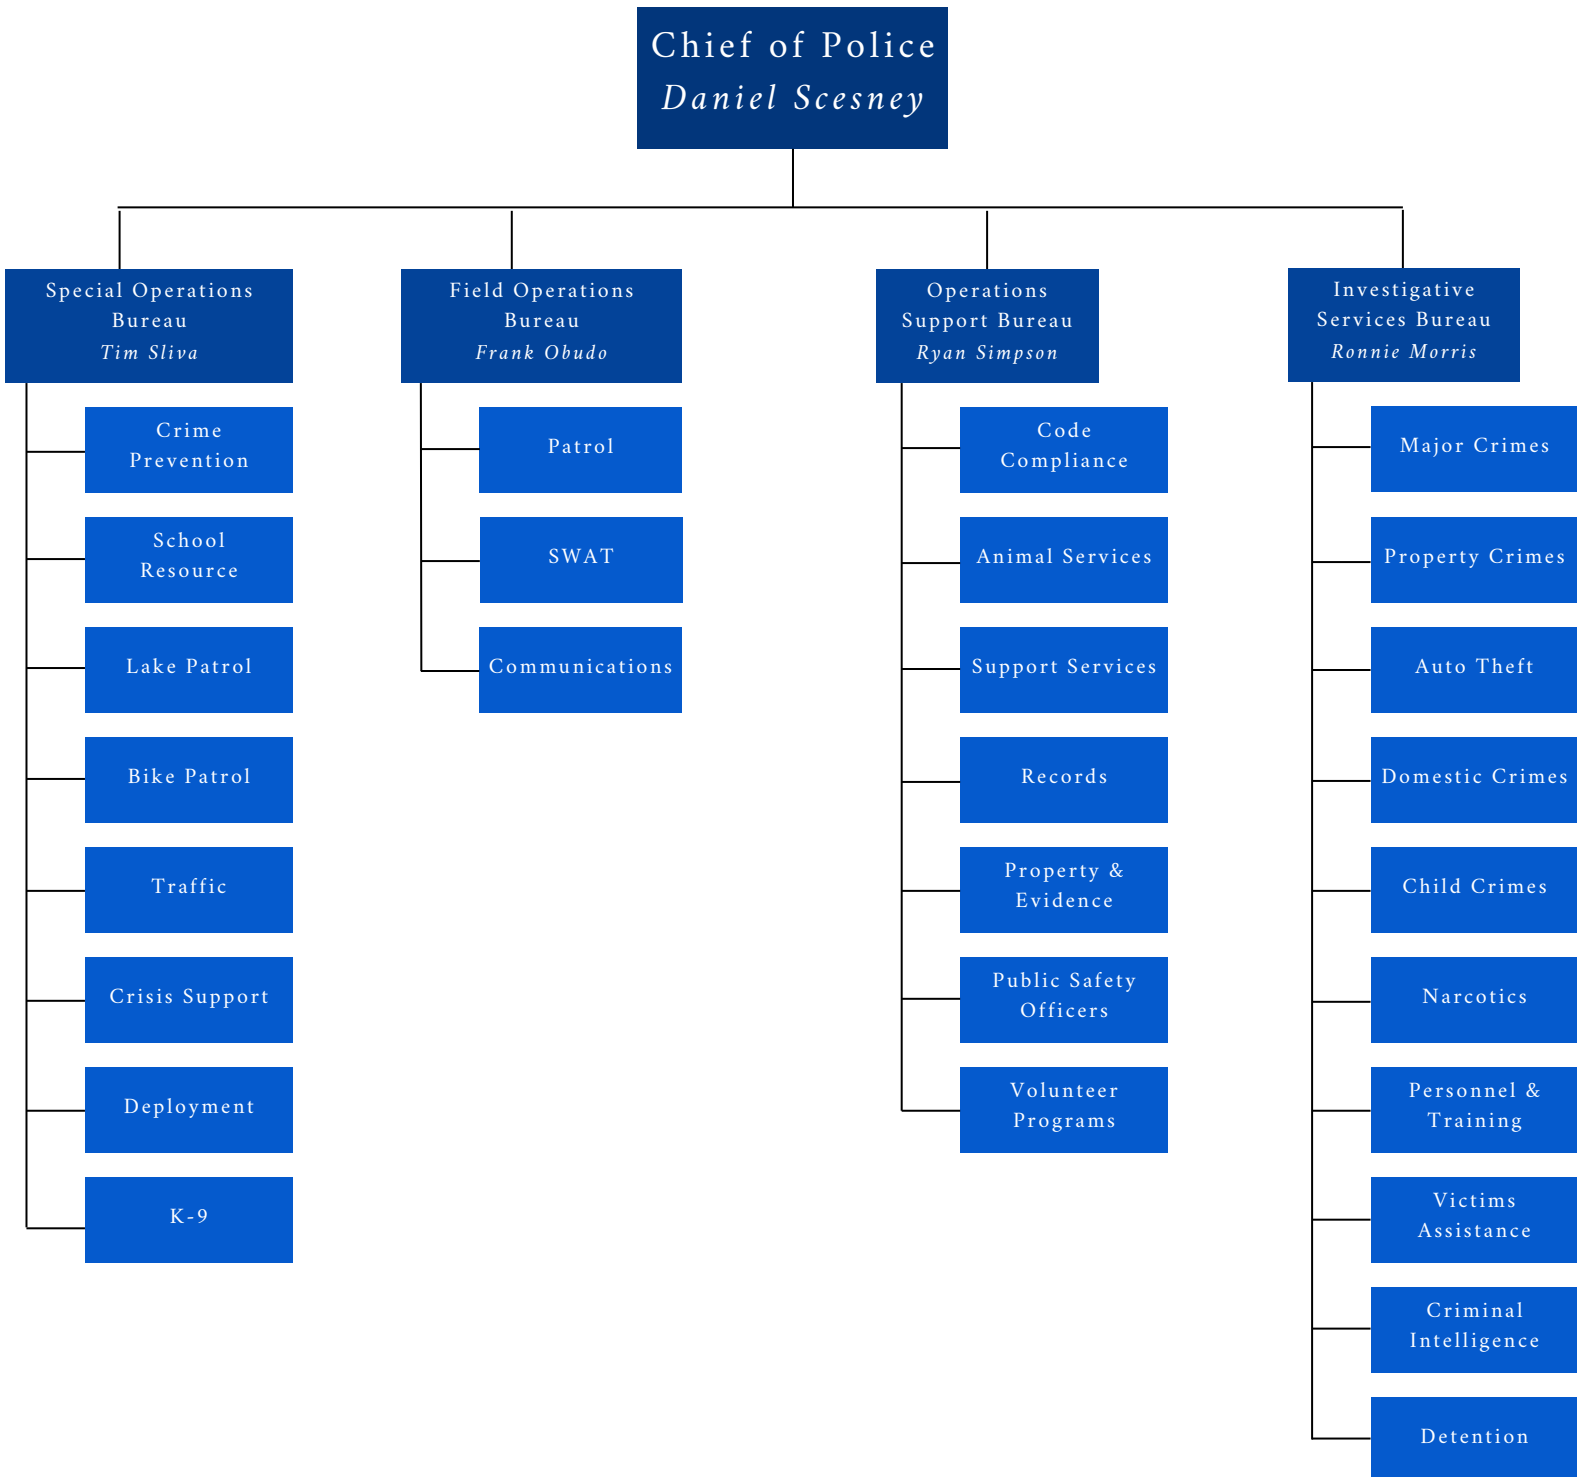 Chief of Police
Daniel Scesney
Special Operations
Bureau
Tim Sliva
Crime
Prevention
School
Resource
Lake Patrol
Bike Patrol
Traffic
Crisis Support
Deployment
K-9
Field Operations
Bureau
Frank Obudo
Patrol
SWAT
Communications
Operations
Support Bureau
Ryan Simpson
Code
Compliance
Animal Services
Support Services
Records
Property &
Evidence
Public Safety
Officers
Volunteer
Programs
Investigative
Services Bureau
Ronnie Morris
Major Crimes
Property Crimes
Auto Theft
Domestic Crimes
Child Crimes
Narcotics
Personnel &
Training
Victims
Assistance
Criminal
Intelligence
Detention